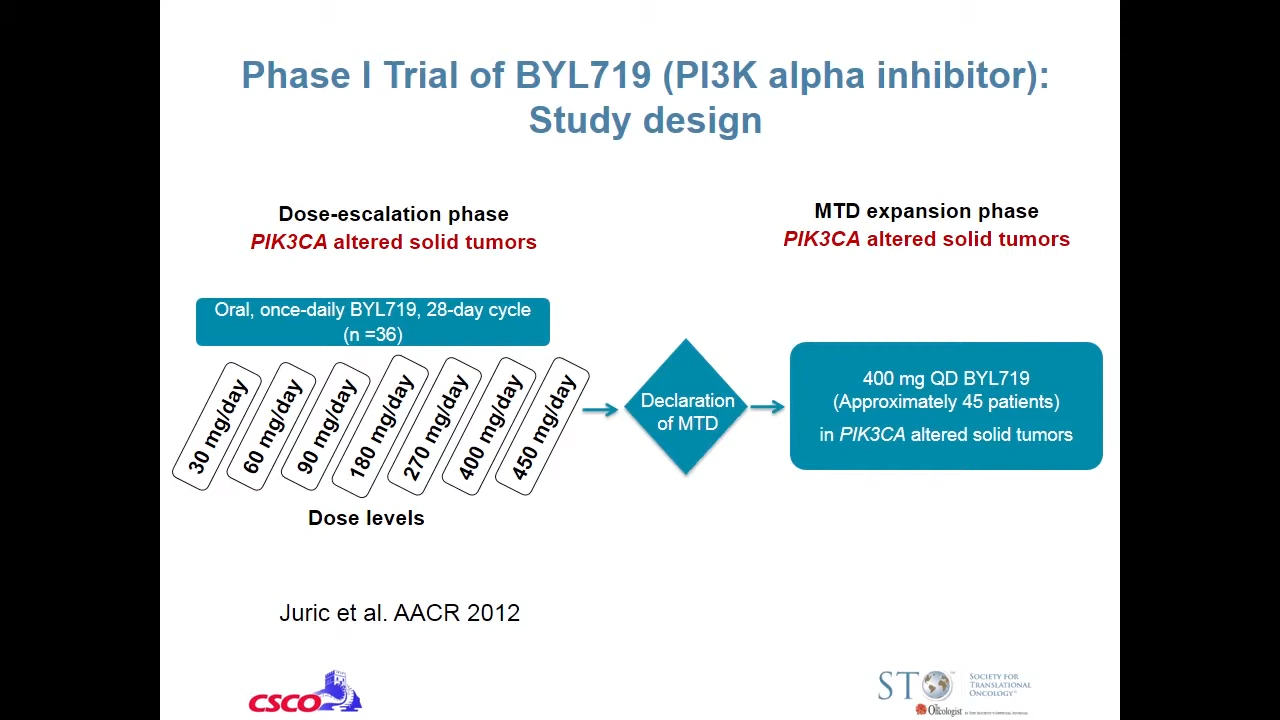 Phase I Trial of BYL719 (PI3K alpha inhibitor):
Study design
Dose-escalation phase
PIK3CA altered solid tumors
MTD expansion phase
PIK3CA altered solid tumors
Oral, once-daily BYL719, 28-day cycle
(n =36)
30 mg/day
60 mg/day
90 mg/day
180 mg/day
270 mg/day
400 mg/day
450 mg/day
Dose levels
Declaration
of MTD
400 mg QD BYL719
(Approximately 45 patients)
in PIK3CA altered solid tumors
Juric et al. AACR 2012
CSCO
STO
SOCIETY FOR
TRANSLATIONAL
ONCOLOGY
The Oncologist